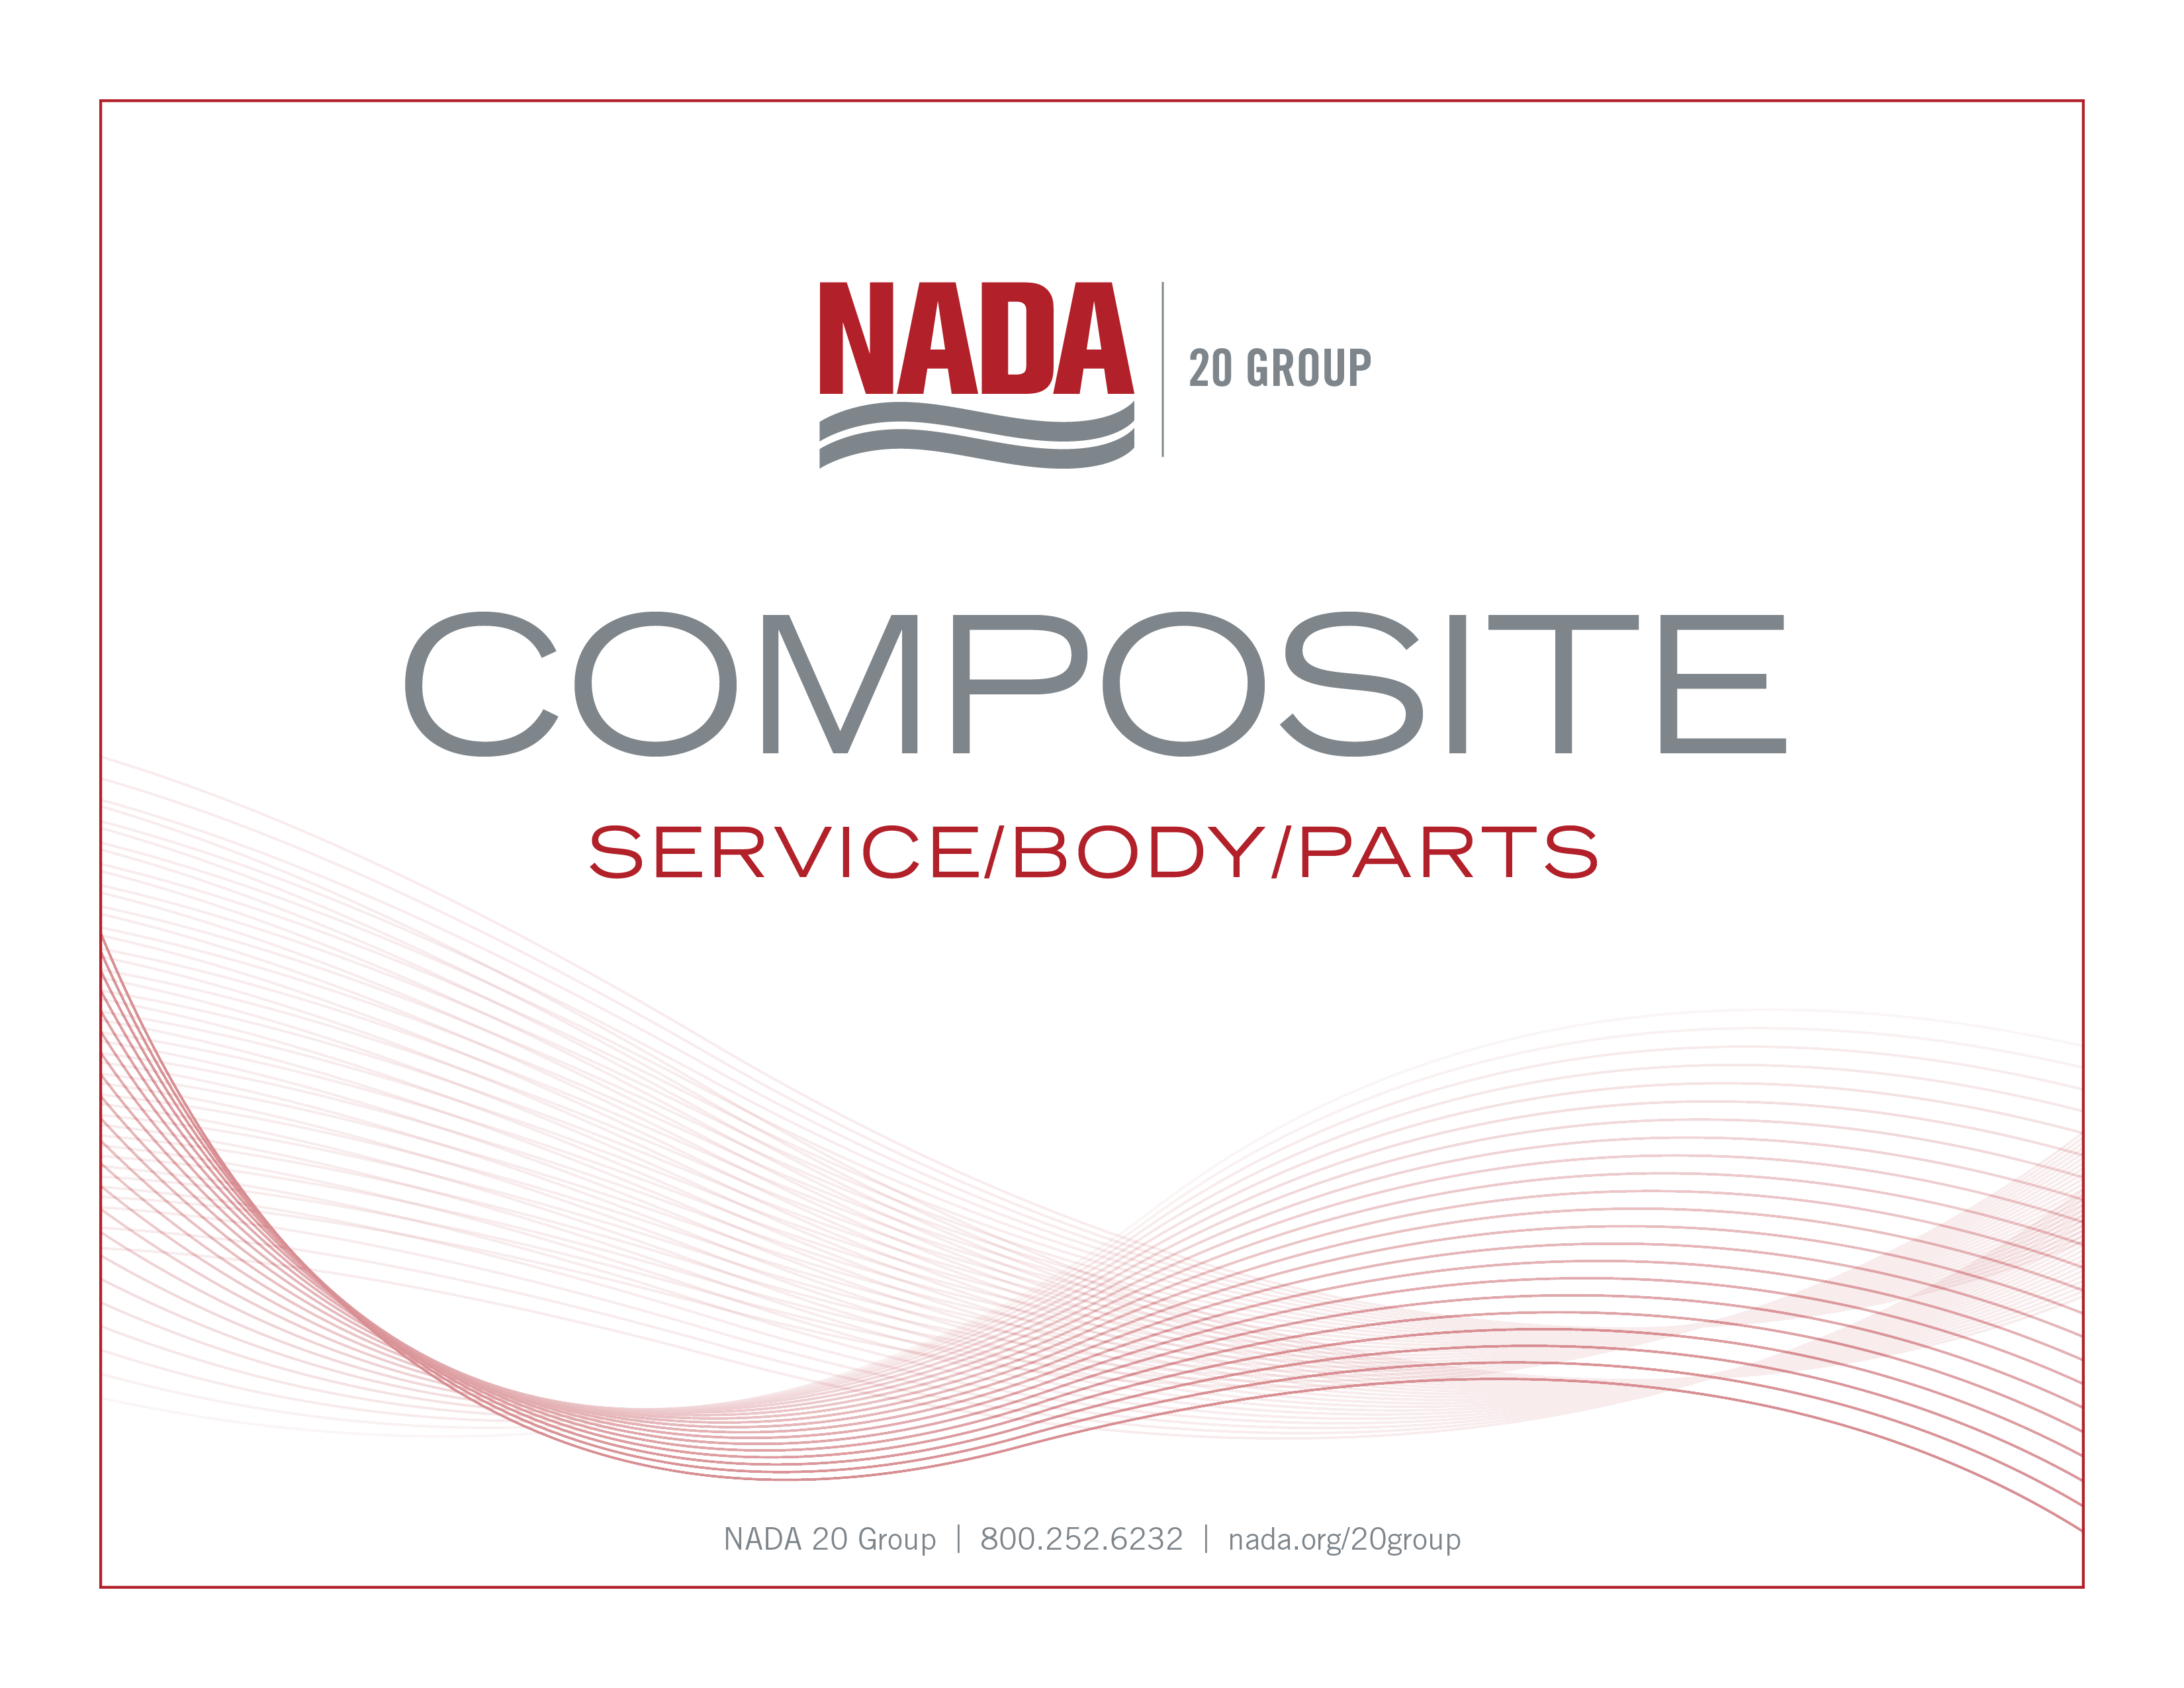 NADA
20 GROUP
COMPOSITE
SERVICE/BODY/PARTS
NADA 20 Group | 800.252.6232 | nada.org/20group